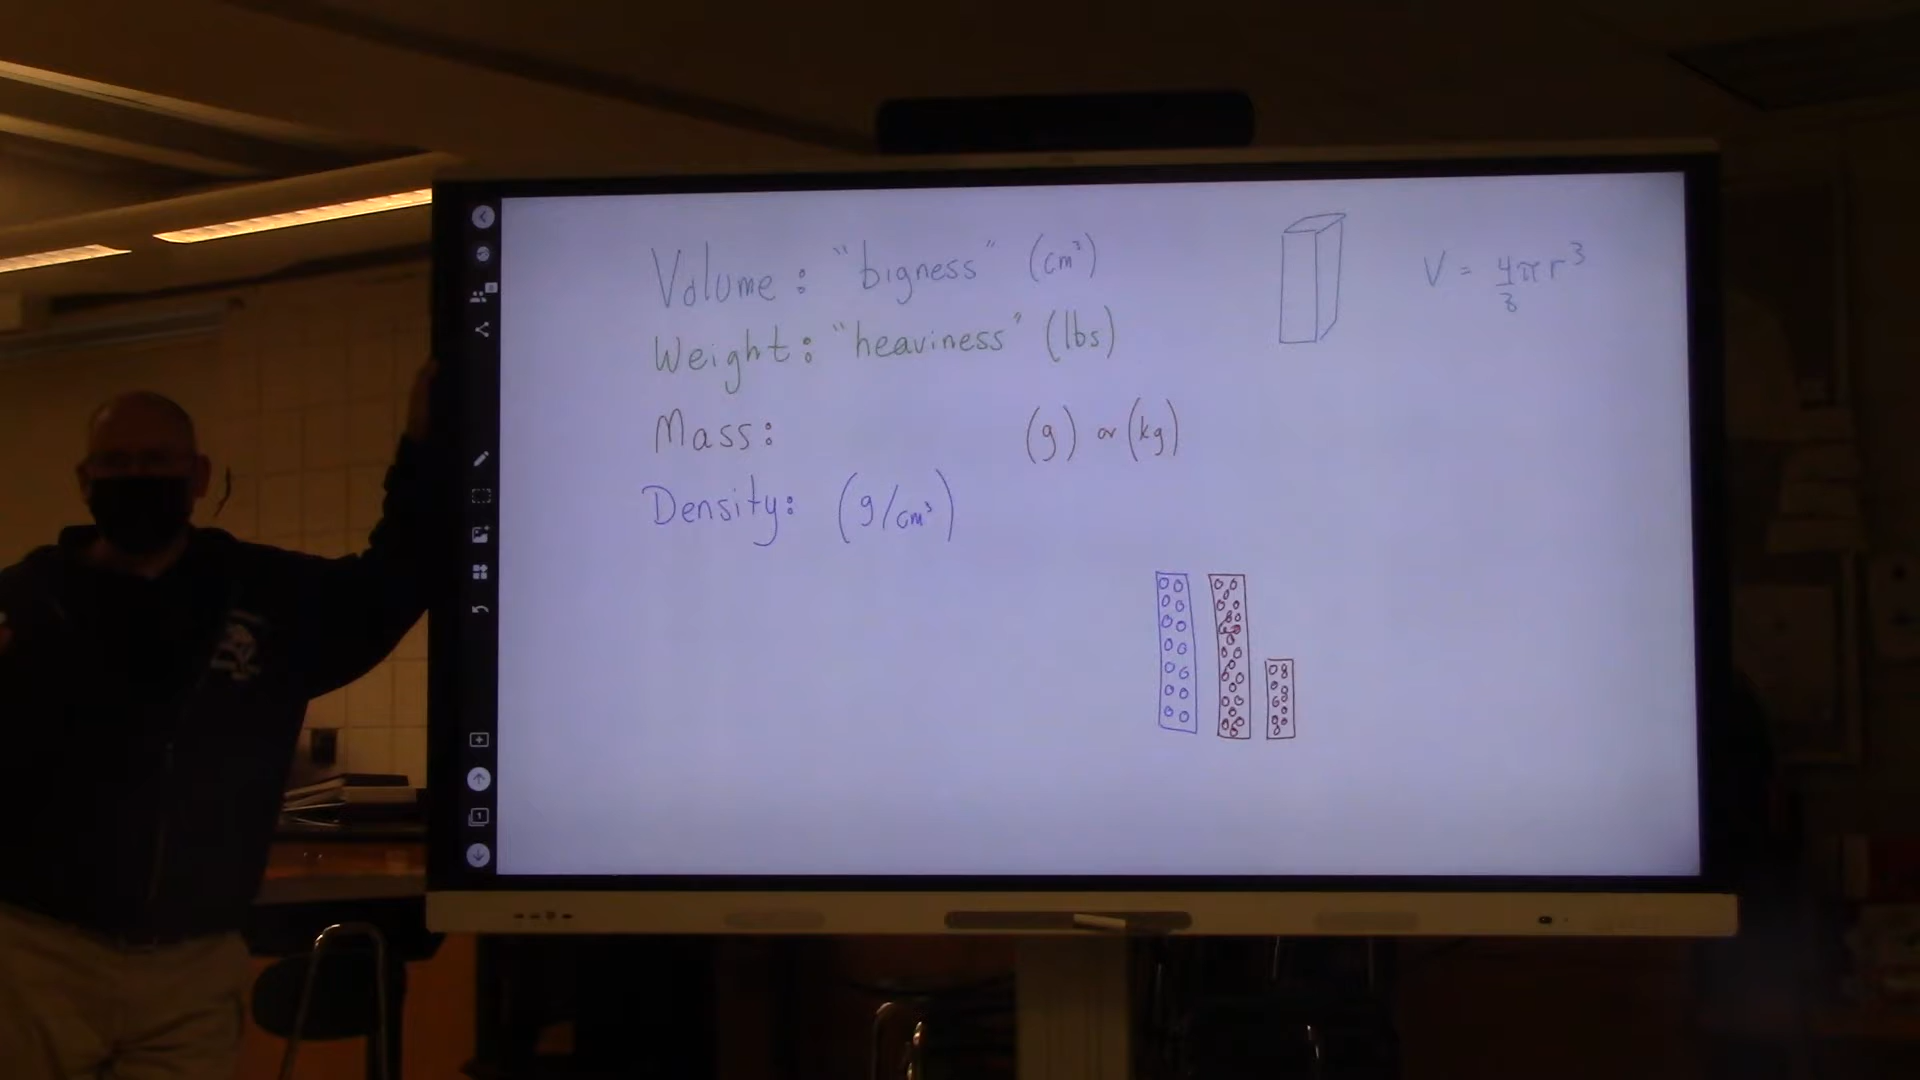 Volume: "bigness" (cm³)
V = 4/3 πr³
Weight: "heaviness" (lbs)
Mass: (g) or (kg)
Density: (g/cm³)